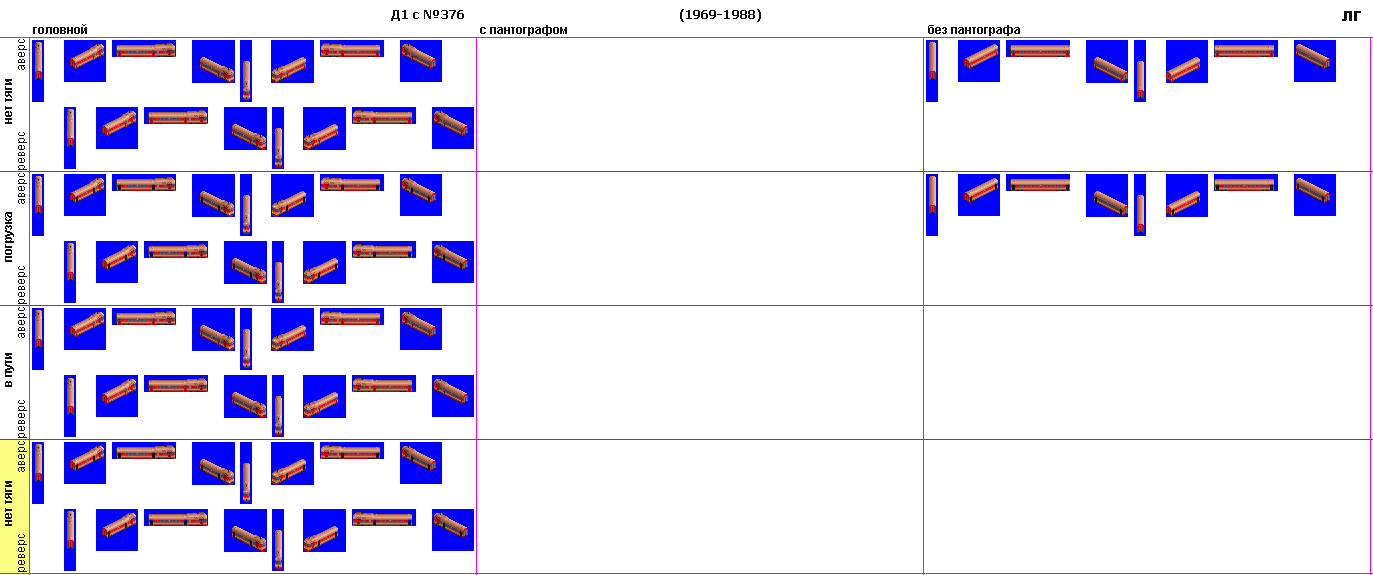 Д1 с №376 (1969-1988) ЛГ
головной с пантографом без пантографа
нет тяги аверс
реверс
погрузка аверс
реверс
в пути аверс
реверс
нет тяги аверс
реверс